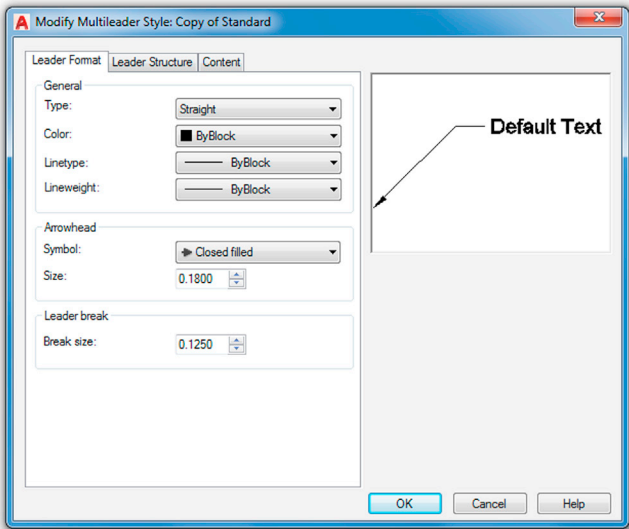 Modify Multileader Style: Copy of Standard
Leader Format Leader Structure Content
General
Type: Straight
Color: ByBlock
Linetype: ByBlock
Lineweight: ByBlock
Arrowhead
Symbol: Closed filled
Size: 0.1800
Leader break
Break size: 0.1250
Default Text
OK Cancel Help